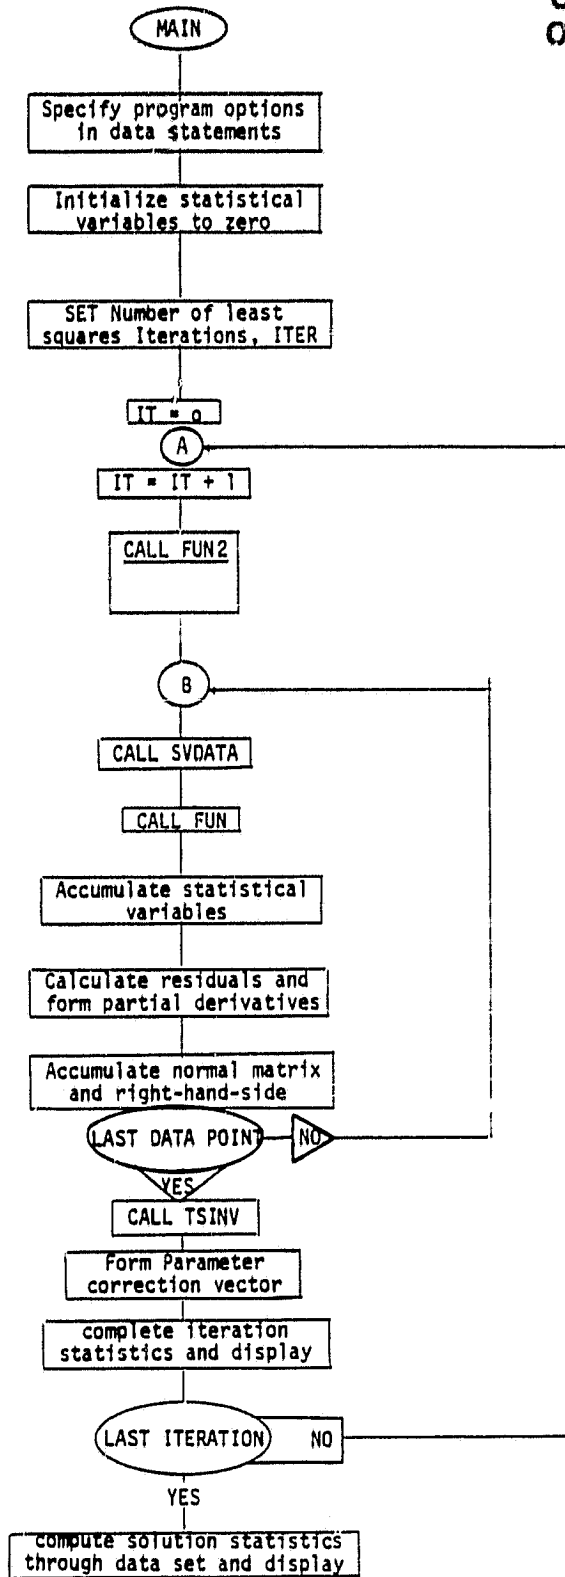 MAIN
Specify program options
in data statements
Initialize statistical
variables to zero
SET Number of least
squares Iterations, ITER
IT = o
A
IT = IT + 1
CALL FUN2
B
CALL SVDATA
CALL FUN
Accumulate statistical
variables
Calculate residuals and
form partial derivatives
Accumulate normal matrix
and right-hand-side
LAST DATA POINT NO
YES
CALL TSINV
Form Parameter
correction vector
complete iteration
statistics and display
LAST ITERATION NO
YES
compute solution statistics
through data set and display